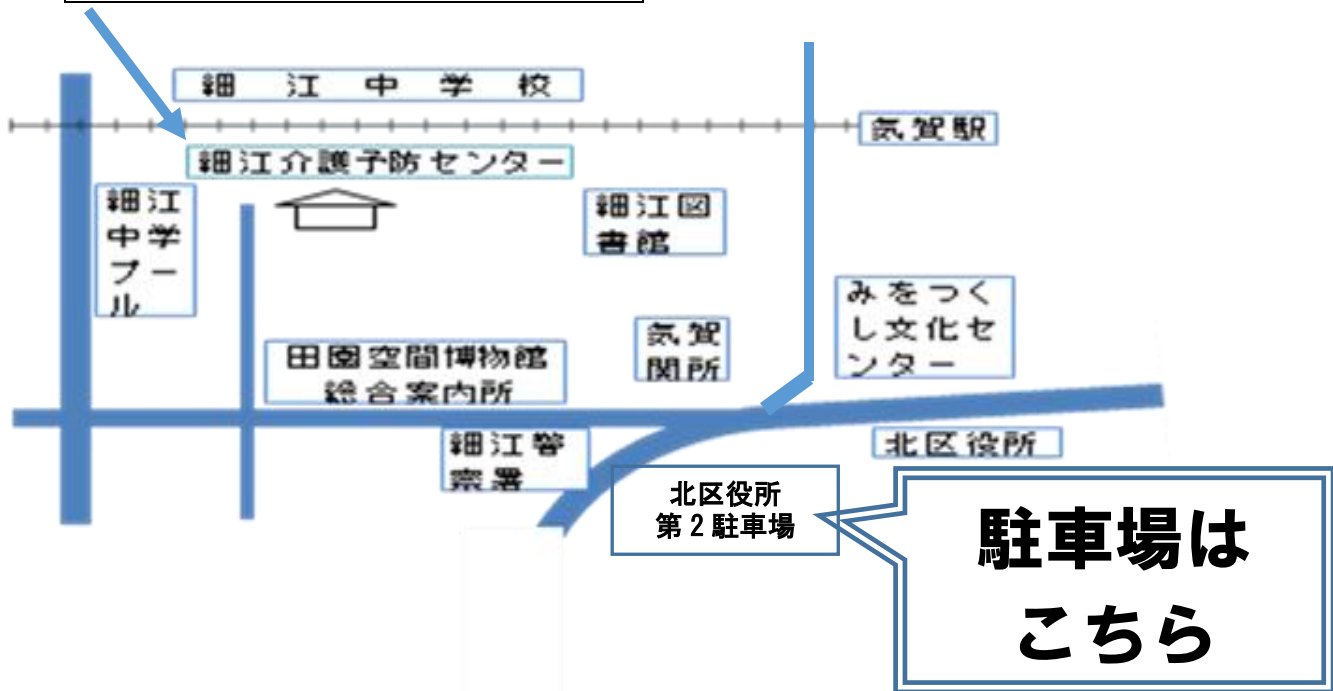 細江中学校
気賀駅
細江介護予防センター
細江
中学
プー
ル
細江図
書館
みをつく
し文化セ
ンター
気賀
関所
田園空間博物館
総合案内所
細江警
察署
北区役所
北区役所
第2駐車場
駐車場は
こちら